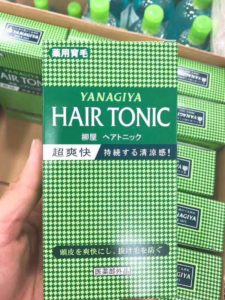 薬用育毛
YANAGIYA
HAIR TONIC
柳屋 ヘアトニック
超爽快 持続する清涼感!
頭皮を爽快にし、抜け毛を防ぐ
医薬部外品